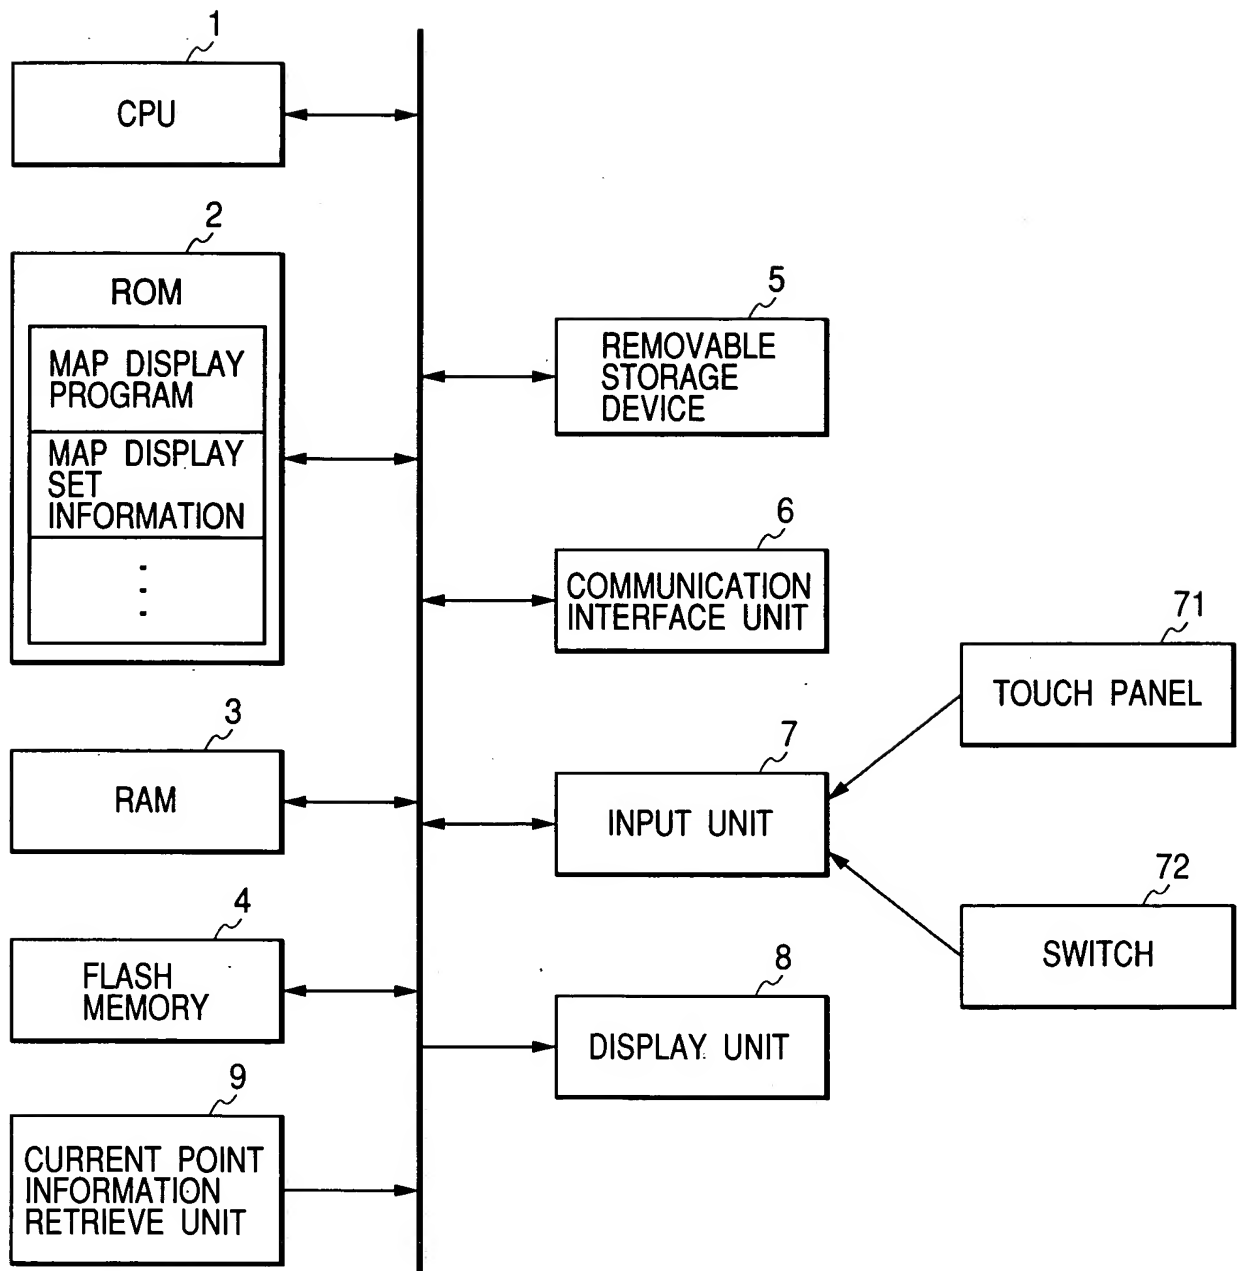 1
CPU
2
ROM
MAP DISPLAY
PROGRAM
MAP DISPLAY
SET
INFORMATION
3
RAM
4
FLASH
MEMORY
9
CURRENT POINT
INFORMATION
RETRIEVE UNIT
5
REMOVABLE
STORAGE
DEVICE
6
COMMUNICATION
INTERFACE UNIT
7
INPUT UNIT
8
DISPLAY UNIT
71
TOUCH PANEL
72
SWITCH